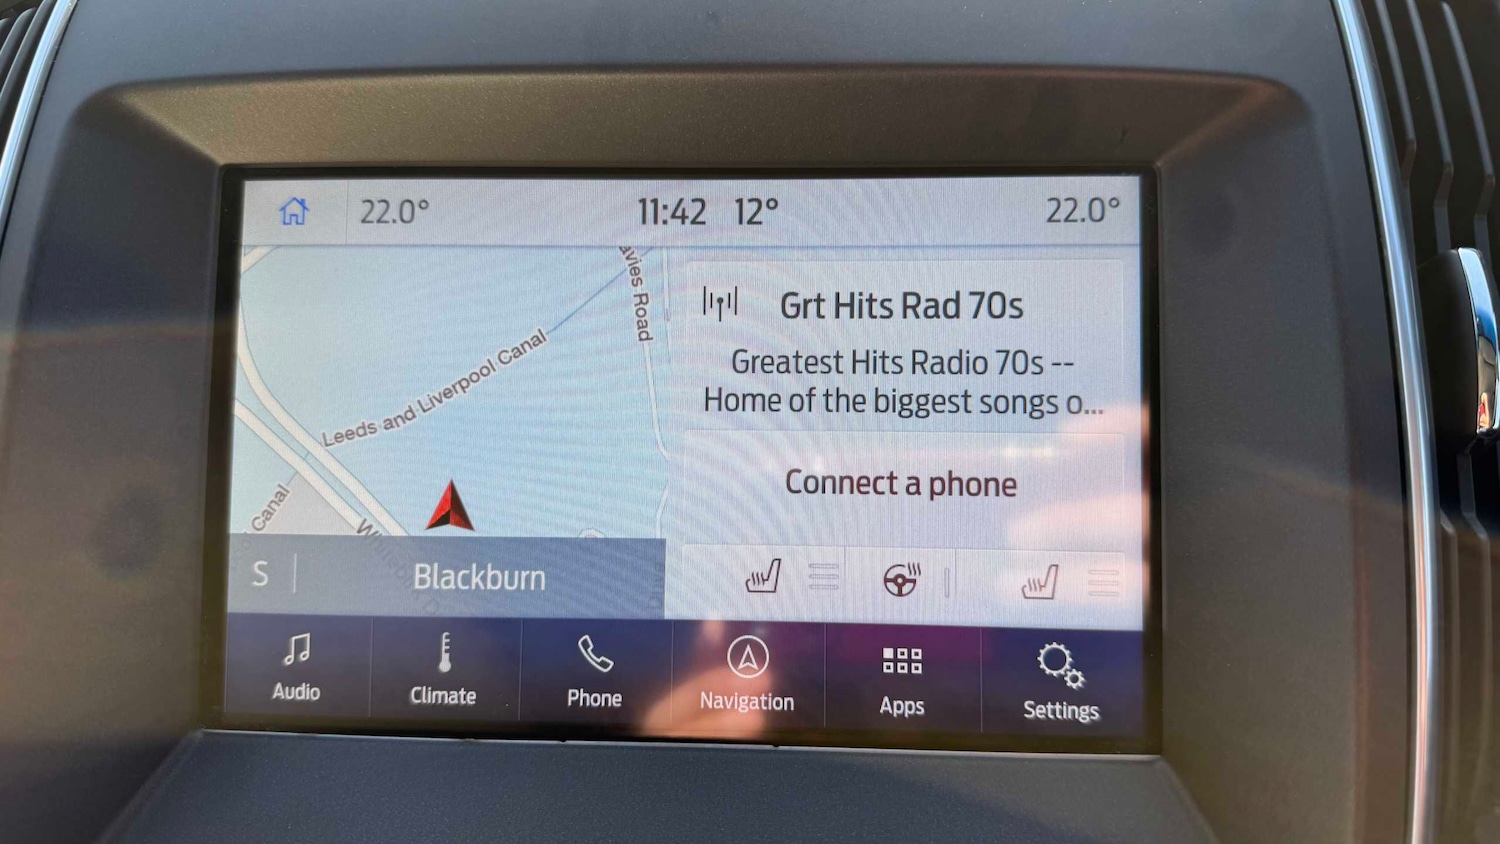 22.0°
11:42 12°
22.0°
avies Road
Leeds and Liverpool Canal
Canal
Grt Hits Rad 70s
Greatest Hits Radio 70s --
Home of the biggest songs o...
Connect a phone
S
Blackburn
Audio
Climate
Phone
Navigation
Apps
Settings